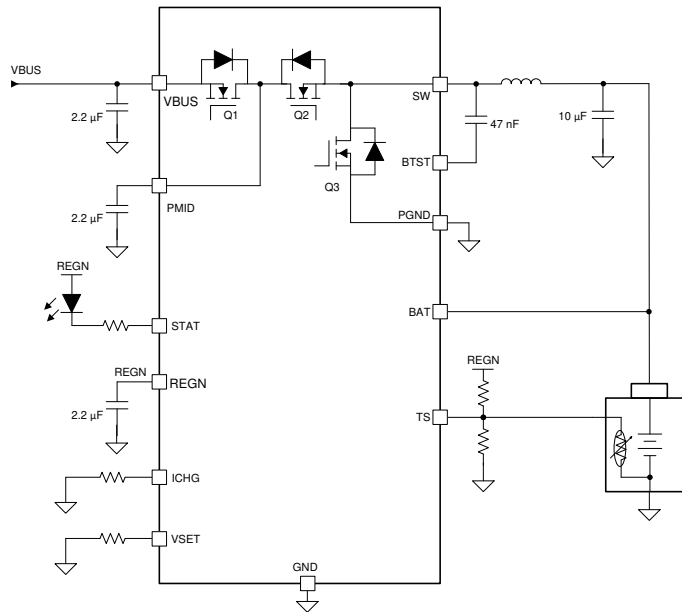 VBUS
VBUS
2.2 µF
Q1
Q2
SW
47 nF
10 µF
Q3
BTST
2.2 µF
PMID
PGND
REGN
STAT
BAT
REGN
REGN
2.2 µF
REGN
TS
ICHG
VSET
GND